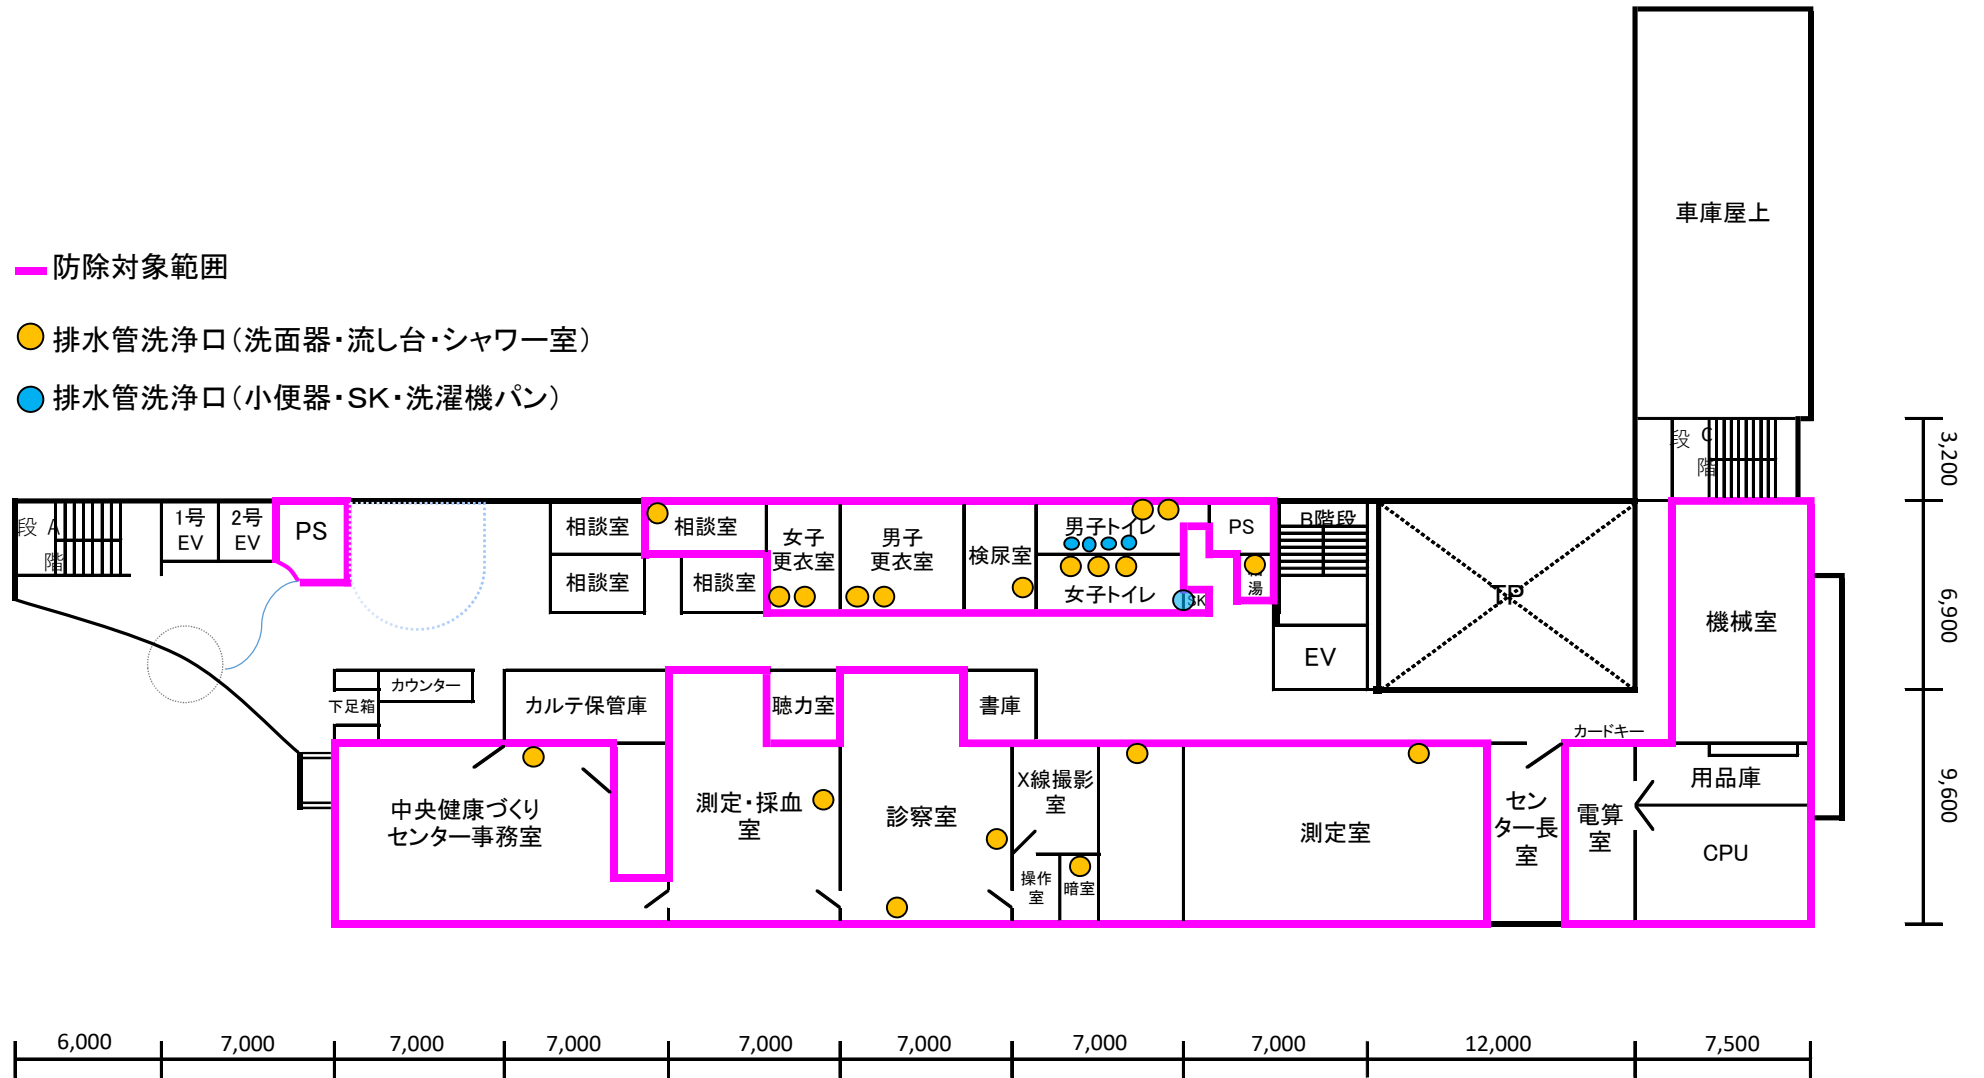 車庫屋上
防除対象範囲
排水管洗浄口（洗面器・流し台・シャワー室）
排水管洗浄口（小便器・SK・洗濯機パン）
段 C
階
3,200
段 A
階
1号
EV
2号
EV
PS
相談室
相談室
女子
更衣室
男子
更衣室
検尿室
男子トイレ
PS
B階段
相談室
相談室
女子トイレ
SK
湯
TP
機械室
6,900
EV
下足箱
カウンター
カルテ保管庫
聴力室
書庫
カードキー
中央健康づくり
センター事務室
測定・採血
室
診察室
X線撮影
室
操作
室
暗室
測定室
セン
ター長
室
電算
室
用品庫
CPU
9,600
6,000
7,000
7,000
7,000
7,000
7,000
7,000
7,000
12,000
7,500